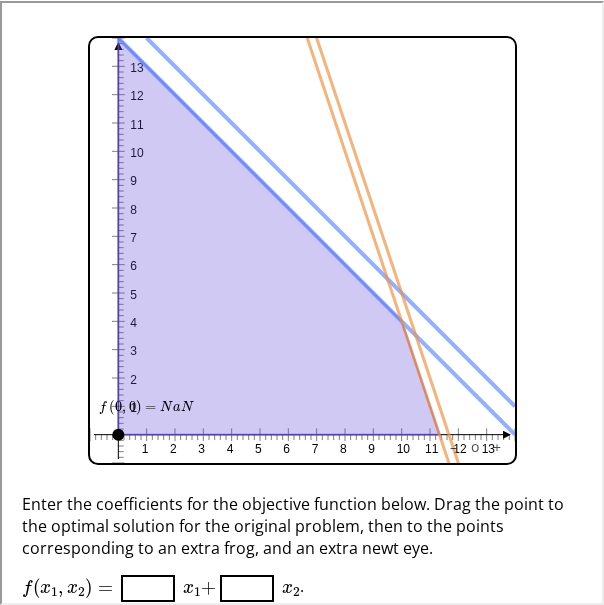 13
12
11
10
9
8
7
6
5
4
3
2
f (0, 0) = NaN
1 2 3 4 5 6 7 8 9 10 11 12 o 13 +
Enter the coefficients for the objective function below. Drag the point to
the optimal solution for the original problem, then to the points
corresponding to an extra frog, and an extra newt eye.
f(x₁, x₂) = x₁+ x₂.